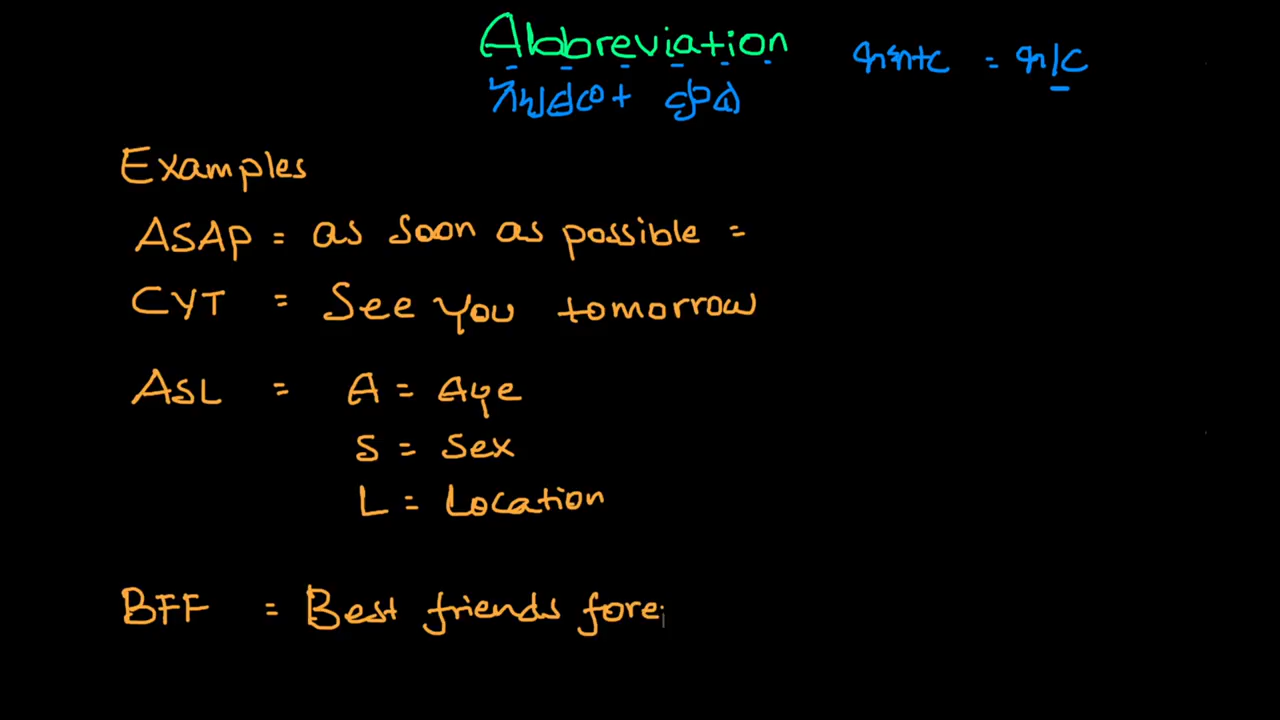 Abbreviation
Examples
ASAP = as soon as possible =
CYT = See You tomorrow
ASL = A = Age
S = Sex
L = Location
BFF = Best friends fore